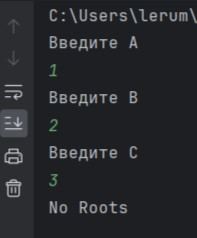 C:\Users\lerum\
Введите A
1
Введите B
2
Введите C
3
No Roots